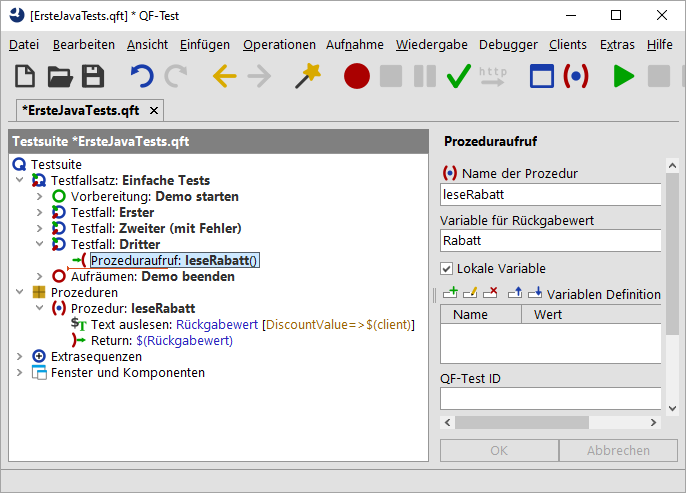 [ErsteJavaTests.qft] * QF-Test
Datei Bearbeiten Ansicht Einfügen Operationen Aufnahme Wiedergabe Debugger Clients Extras Hilfe
http
*ErsteJavaTests.qft
Testsuite *ErsteJavaTests.qft
Testsuite
Testfallsatz: Einfache Tests
Vorbereitung: Demo starten
Testfall: Erster
Testfall: Zweiter (mit Fehler)
Testfall: Dritter
Prozeduraufruf: leseRabatt()
Aufräumen: Demo beenden
Prozeduren
Prozedur: leseRabatt
Text auslesen: Rückgabewert [DiscountValue=>$(client)]
Return: $(Rückgabewert)
Extrasequenzen
Fenster und Komponenten
Prozeduraufruf
Name der Prozedur
leseRabatt
Variable für Rückgabewert
Rabatt
Lokale Variable
Variablen Definition
Name Wert
QF-Test ID
OK Abbrechen